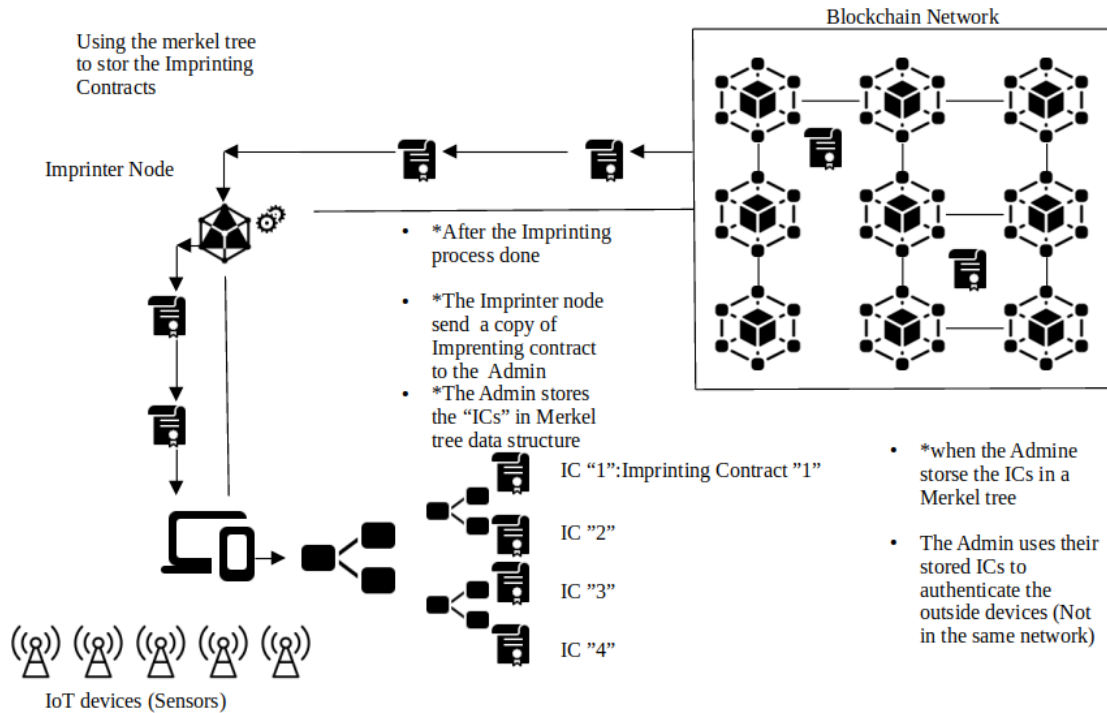 Blockchain Network
Using the merkel tree
to stor the Imprinting
Contracts
Imprinter Node
• *After the Imprinting
process done
• *The Imprinter node
send a copy of
Imprenting contract
to the Admin
• *The Admin stores
the “ICs” in Merkel
tree data structure
IC “1”:Imprinting Contract ”1”
IC ”2”
IC ”3”
IC ”4”
• *when the Admine
storse the ICs in a
Merkel tree
• The Admin uses their
stored ICs to
authenticate the
outside devices (Not
in the same network)
IoT devices (Sensors)